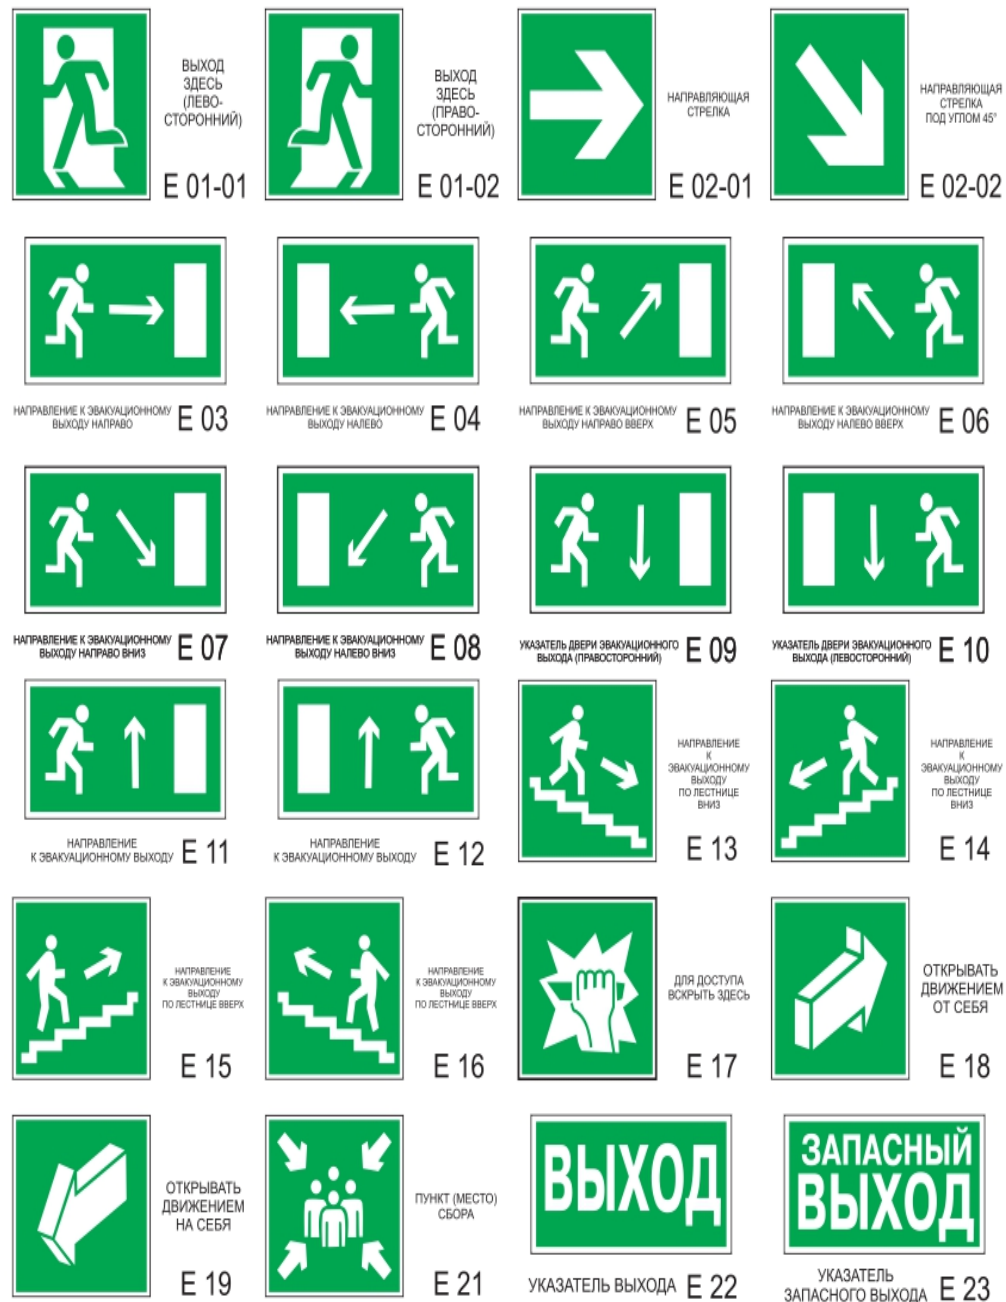 ВЫХОД
ЗДЕСЬ
(ЛЕВО-
СТОРОННИЙ)
E 01-01
ВЫХОД
ЗДЕСЬ
(ПРАВО-
СТОРОННИЙ)
E 01-02
НАПРАВЛЯЮЩАЯ
СТРЕЛКА
E 02-01
НАПРАВЛЯЮЩАЯ
СТРЕЛКА
ПОД УГЛОМ 45°
E 02-02
НАПРАВЛЕНИЕ К ЭВАКУАЦИОННОМУ
ВЫХОДУ НАПРАВО
E 03
НАПРАВЛЕНИЕ К ЭВАКУАЦИОННОМУ
ВЫХОДУ НАЛЕВО
E 04
НАПРАВЛЕНИЕ К ЭВАКУАЦИОННОМУ
ВЫХОДУ НАПРАВО ВВЕРХ
E 05
НАПРАВЛЕНИЕ К ЭВАКУАЦИОННОМУ
ВЫХОДУ НАЛЕВО ВВЕРХ
E 06
НАПРАВЛЕНИЕ К ЭВАКУАЦИОННОМУ
ВЫХОДУ НАПРАВО ВНИЗ
E 07
НАПРАВЛЕНИЕ К ЭВАКУАЦИОННОМУ
ВЫХОДУ НАЛЕВО ВНИЗ
E 08
УКАЗАТЕЛЬ ДВЕРИ ЭВАКУАЦИОННОГО
ВЫХОДА (ПРАВОСТОРОННИЙ)
E 09
УКАЗАТЕЛЬ ДВЕРИ ЭВАКУАЦИОННОГО
ВЫХОДА (ЛЕВОСТОРОННИЙ)
E 10
НАПРАВЛЕНИЕ
К ЭВАКУАЦИОННОМУ ВЫХОДУ
E 11
НАПРАВЛЕНИЕ
К ЭВАКУАЦИОННОМУ ВЫХОДУ
E 12
НАПРАВЛЕНИЕ
К
ЭВАКУАЦИОННОМУ
ВЫХОДУ
ПО ЛЕСТНИЦЕ
ВНИЗ
E 13
НАПРАВЛЕНИЕ
К
ЭВАКУАЦИОННОМУ
ВЫХОДУ
ПО ЛЕСТНИЦЕ
ВНИЗ
E 14
НАПРАВЛЕНИЕ
К ЭВАКУАЦИОННОМУ
ВЫХОДУ
ПО ЛЕСТНИЦЕ ВВЕРХ
E 15
НАПРАВЛЕНИЕ
К ЭВАКУАЦИОННОМУ
ВЫХОДУ
ПО ЛЕСТНИЦЕ ВВЕРХ
E 16
ДЛЯ ДОСТУПА
ВСКРЫТЬ ЗДЕСЬ
E 17
ОТКРЫВАТЬ
ДВИЖЕНИЕМ
ОТ СЕБЯ
E 18
ОТКРЫВАТЬ
ДВИЖЕНИЕМ
НА СЕБЯ
E 19
ПУНКТ (МЕСТО)
СБОРА
E 21
ВЫХОД
УКАЗАТЕЛЬ ВЫХОДА
E 22
ЗАПАСНЫЙ
ВЫХОД
УКАЗАТЕЛЬ
ЗАПАСНОГО ВЫХОДА
E 23